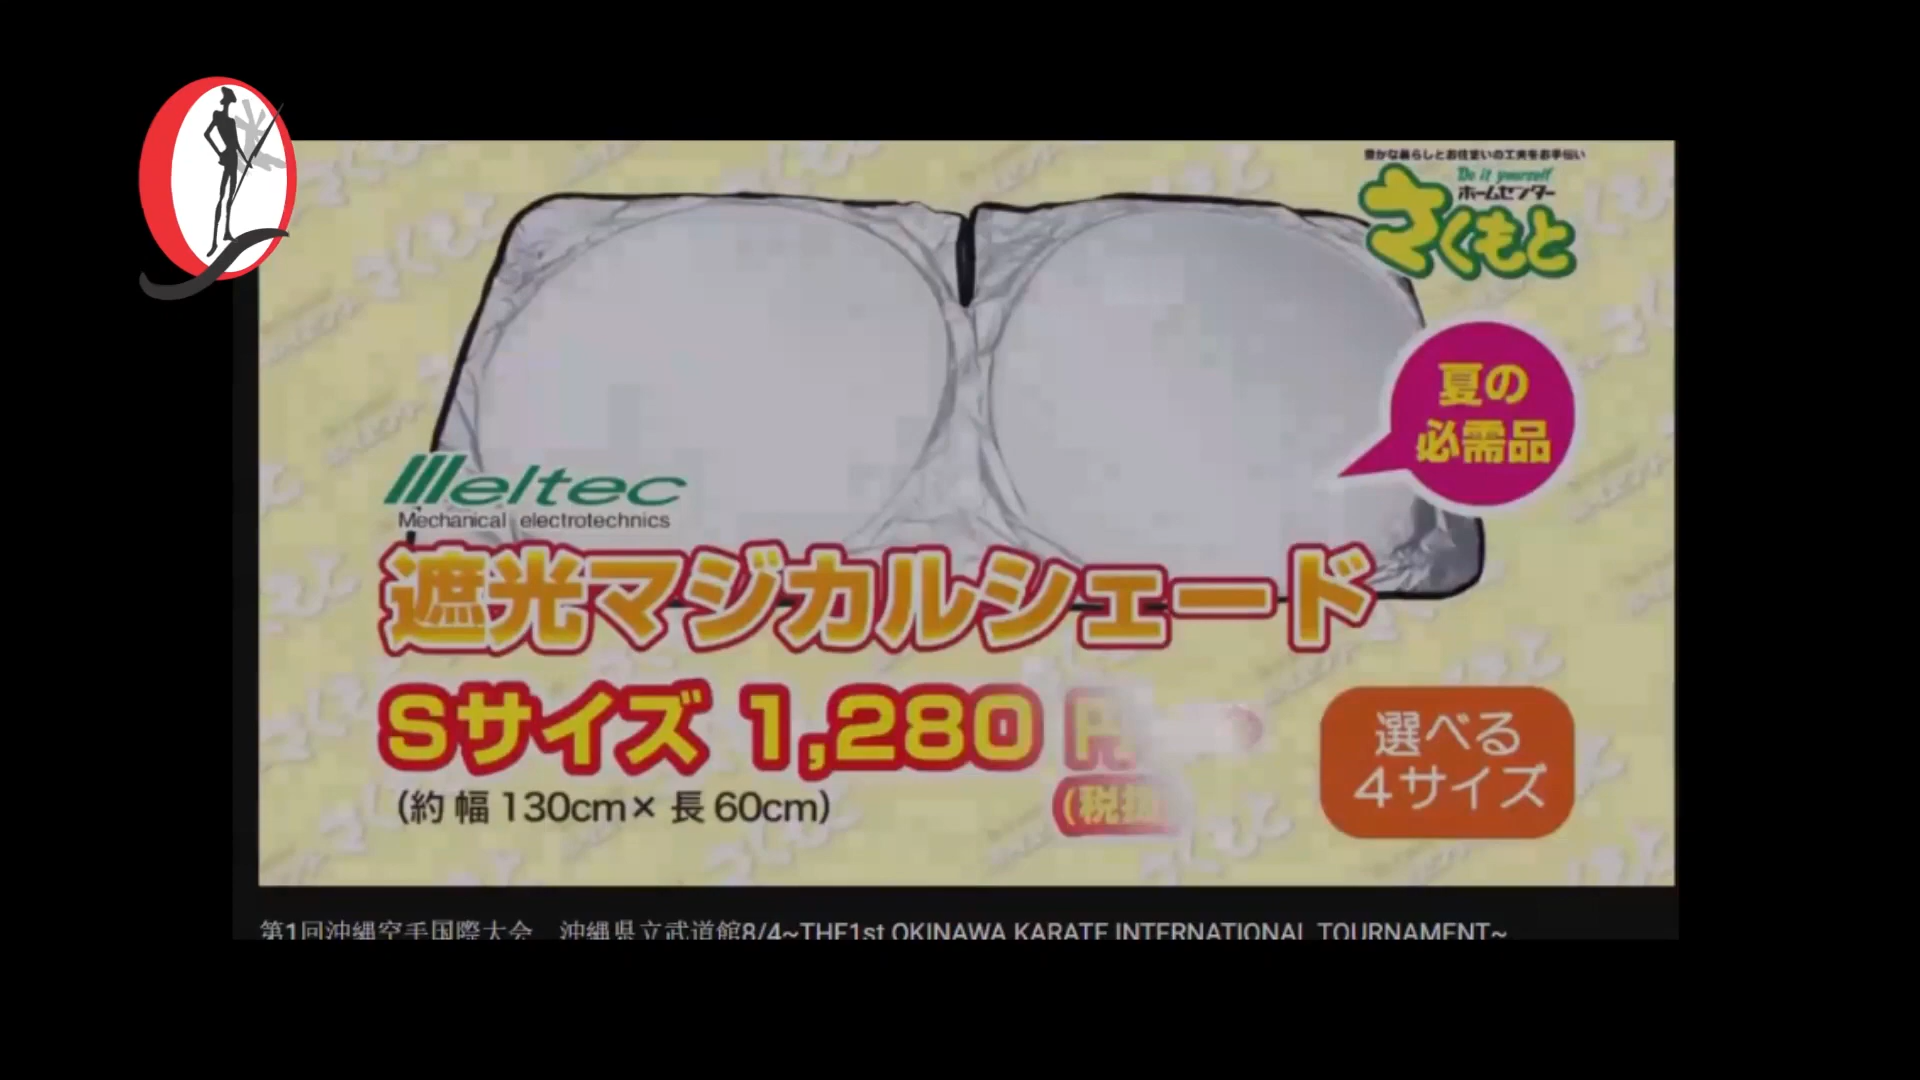 豊かな暮らしとお住まいの工夫をお手伝い
Do it yourself
ホームセンター
さくもと
夏の
必需品
Meltec
Mechanical electrotechnics
遮光マジカルシェード
Sサイズ 1,280 円
(約 幅 130cm× 長 60cm)
(税抜
選べる
4サイズ
第1回沖縄空手国際大会 沖縄県立武道館8/4~THE1st OKINAWA KARATE INTERNATIONAL TOURNAMENT~